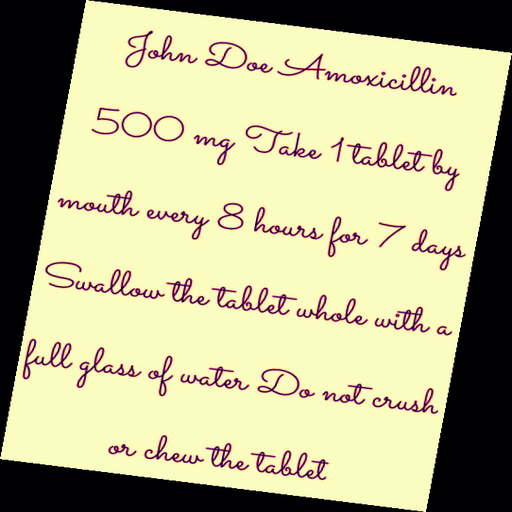 John Doe Amoxicillin
500 mg Take 1 tablet by
mouth every 8 hours for 7 days
Swallow the tablet whole with a
full glass of water Do not crush
or chew the tablet